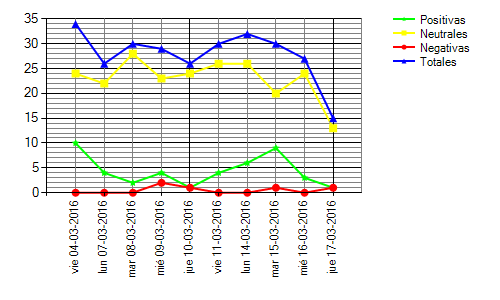 35
30
25
20
15
10
5
0
vie 04-03-2016
lun 07-03-2016
mar 08-03-2016
mié 09-03-2016
jue 10-03-2016
vie 11-03-2016
lun 14-03-2016
mar 15-03-2016
mié 16-03-2016
jue 17-03-2016
Positivas
Neutrales
Negativas
Totales